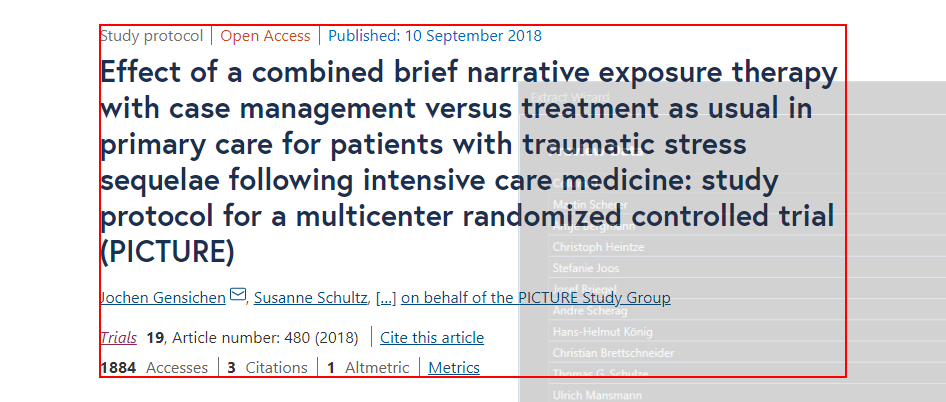 Study protocol | Open Access | Published: 10 September 2018
Effect of a combined brief narrative exposure therapy
with case management versus treatment as usual in
Extract Wizard
primary care for patients with traumatic stress
sequelae following intensive care medicine: study
protocol for a multicenter randomized controlled trial
(PICTURE)
Martin Scherer
Antje Bergmann
Christoph Heintze
Stefanie Joos
Josef Briegel
Jochen Gensichen, Susanne Schultz, [...] on behalf of the PICTURE Study Group
Andre Scherag
Hans-Helmut König
Trials 19, Article number: 480 (2018) | Cite this article
Christian Brettschneider
1884 Accesses | 3 Citations | 1 Altmetric | Metrics
Thomas G. Schulze
Ulrich Mansmann